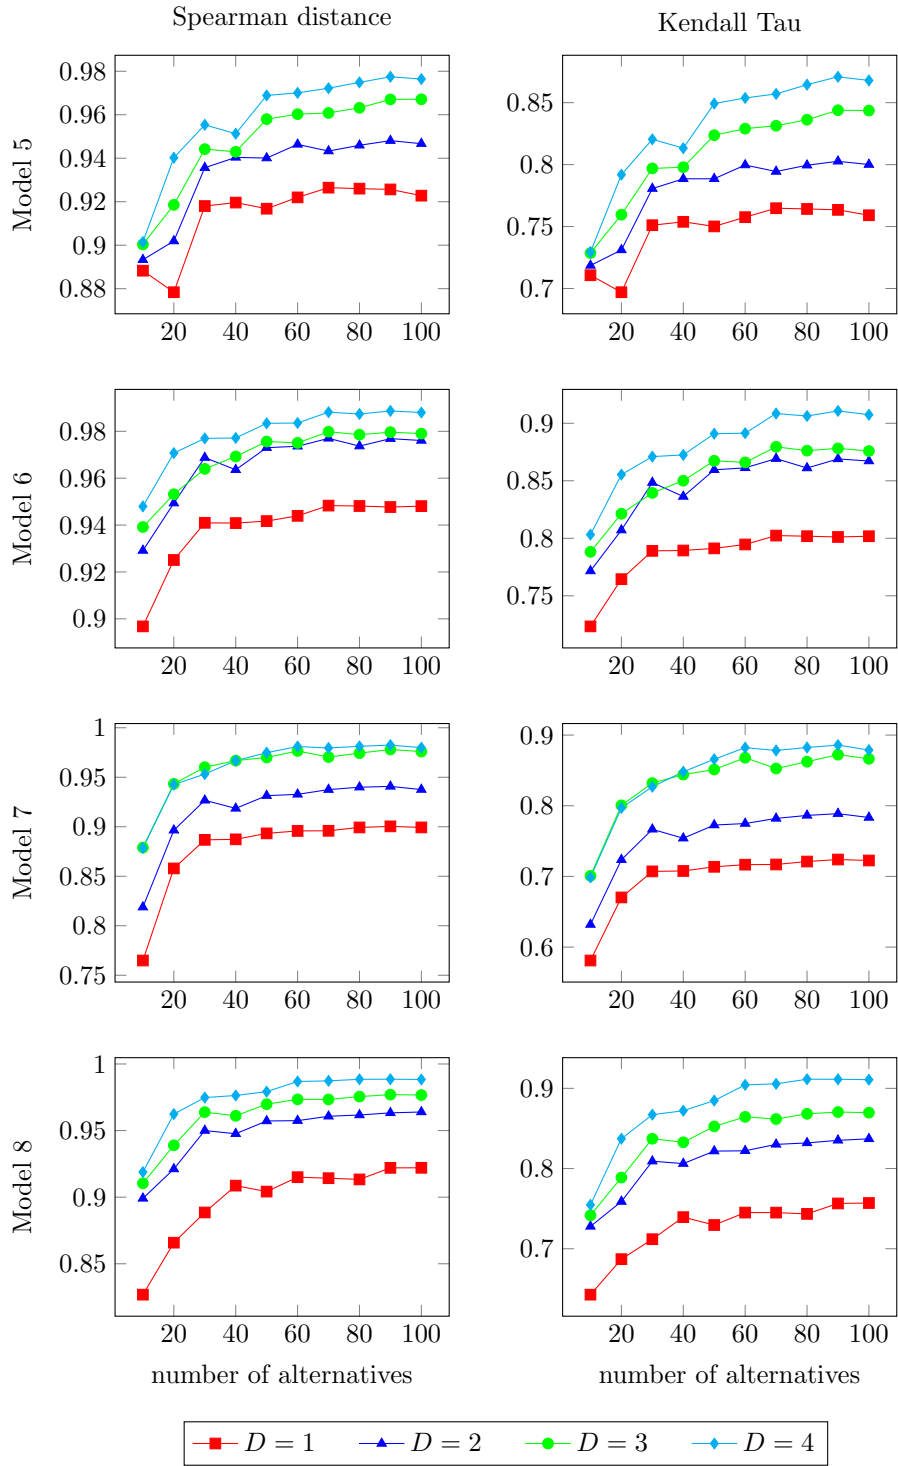 Spearman distance
Kendall Tau
Model 5
0.98
0.96
0.94
0.92
0.9
0.88
20 40 60 80 100
0.85
0.8
0.75
0.7
20 40 60 80 100
Model 6
0.98
0.96
0.94
0.92
0.9
20 40 60 80 100
0.9
0.85
0.8
0.75
20 40 60 80 100
Model 7
1
0.95
0.9
0.85
0.8
0.75
20 40 60 80 100
0.9
0.8
0.7
0.6
20 40 60 80 100
Model 8
1
0.95
0.9
0.85
20 40 60 80 100
number of alternatives
0.9
0.8
0.7
20 40 60 80 100
number of alternatives
D = 1 D = 2 D = 3 D = 4